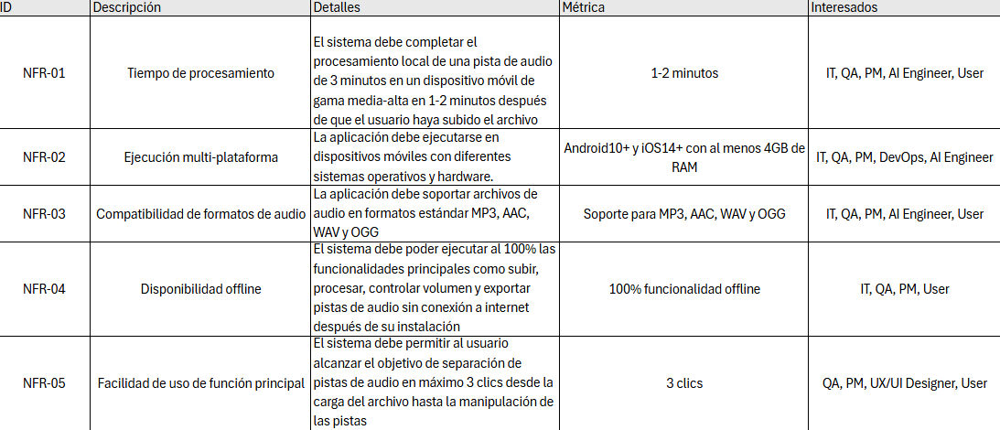 ID Descripción Detalles Métrica Interesados
NFR-01
Tiempo de procesamiento
El sistema debe completar el
procesamiento local de una pista de audio
de 3 minutos en un dispositivo móvil de
gama media-alta en 1-2 minutos después
de que el usuario haya subido el archivo
1-2 minutos
IT, QA, PM, AI Engineer, User
NFR-02
Ejecución multi-plataforma
La aplicación debe ejecutarse en
dispositivos móviles con diferentes
sistemas operativos y hardware.
Android10+ y iOS14+ con al menos 4GB de
RAM
IT, QA, PM, DevOps, AI Engineer
NFR-03
Compatibilidad de formatos de audio
La aplicación debe soportar archivos de
audio en formatos estándar MP3, AAC,
WAV y OGG
Soporte para MP3, AAC, WAV y OGG
IT, QA, PM, AI Engineer, User
NFR-04
Disponibilidad offline
El sistema debe poder ejecutar al 100% las
funcionalidades principales como subir,
procesar, controlar volumen y exportar
pistas de audio sin conexión a internet
después de su instalación
100% funcionalidad offline
IT, QA, PM, User
NFR-05
Facilidad de uso de función principal
El sistema debe permitir al usuario
alcanzar el objetivo de separación de
pistas de audio en máximo 3 clics desde la
carga del archivo hasta la manipulación de
las pistas
3 clics
QA, PM, UX/UI Designer, User